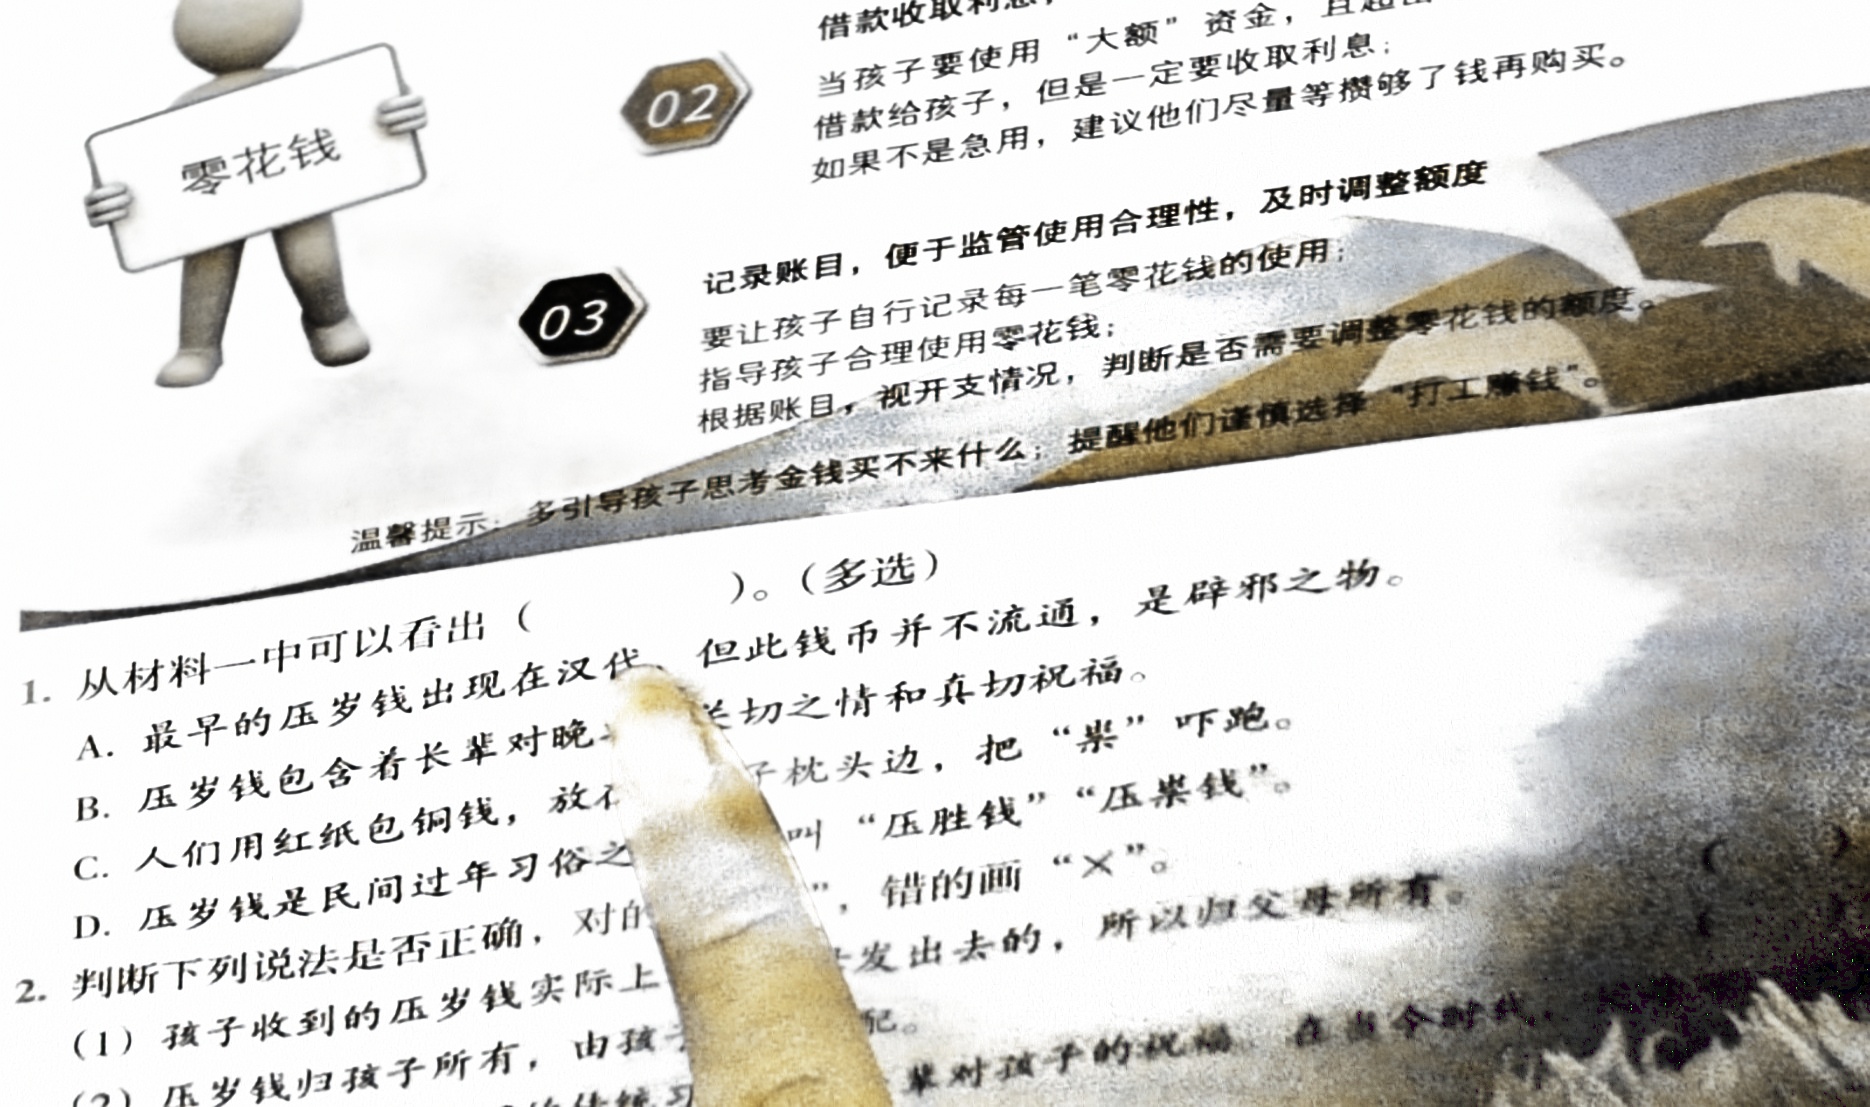 零花钱
借款收取利息，
02
当孩子要使用“大额”资金，且超出
借款给孩子，但是一定要收取利息；
如果不是急用，建议他们尽量等攒够了钱再购买。
03
记录账目，便于监管使用合理性，及时调整额度
要让孩子自行记录每一笔零花钱的使用；
指导孩子合理使用零花钱；
根据账目，视开支情况，判断是否需要调整零花钱的额度。
温馨提示：多引导孩子思考金钱买不来什么；提醒他们谨慎选择“打工赚钱”。
1. 从材料一中可以看出（ ）。（多选）
A. 最早的压岁钱出现在汉代，但此钱币并不流通，是辟邪之物。
B. 压岁钱包含着长辈对晚 切之情和真切祝福。
C. 人们用红纸包铜钱，放在 子枕头边，把“祟”吓跑。
D. 压岁钱是民间过年习俗之 叫“压胜钱”“压祟钱”。
2. 判断下列说法是否正确，对的 ”，错的画“×”。
（1）孩子收到的压岁钱实际上 发出去的，所以归父母所有。（ ）
（2）压岁钱归孩子所有，由孩子 配。（
的传统习 辈对孩子的祝福，在当今时代，